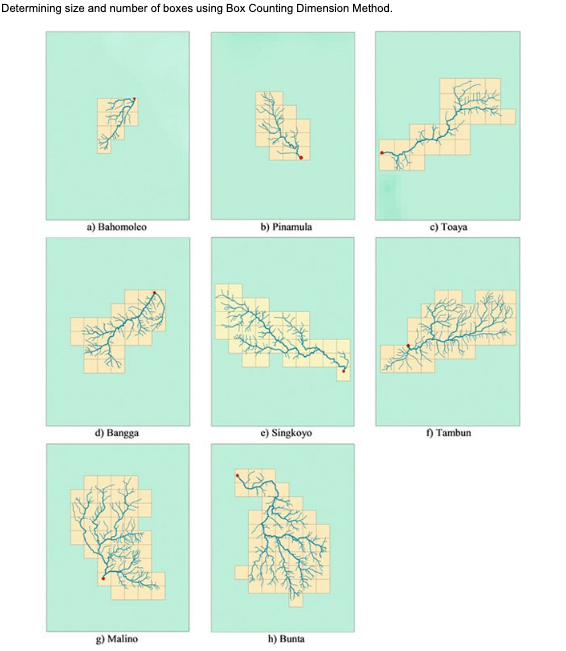 Determining size and number of boxes using Box Counting Dimension Method.
a) Bahomoleo
b) Pinamula
c) Toaya
d) Bangga
e) Singkoyo
f) Tambun
g) Malino
h) Bunta